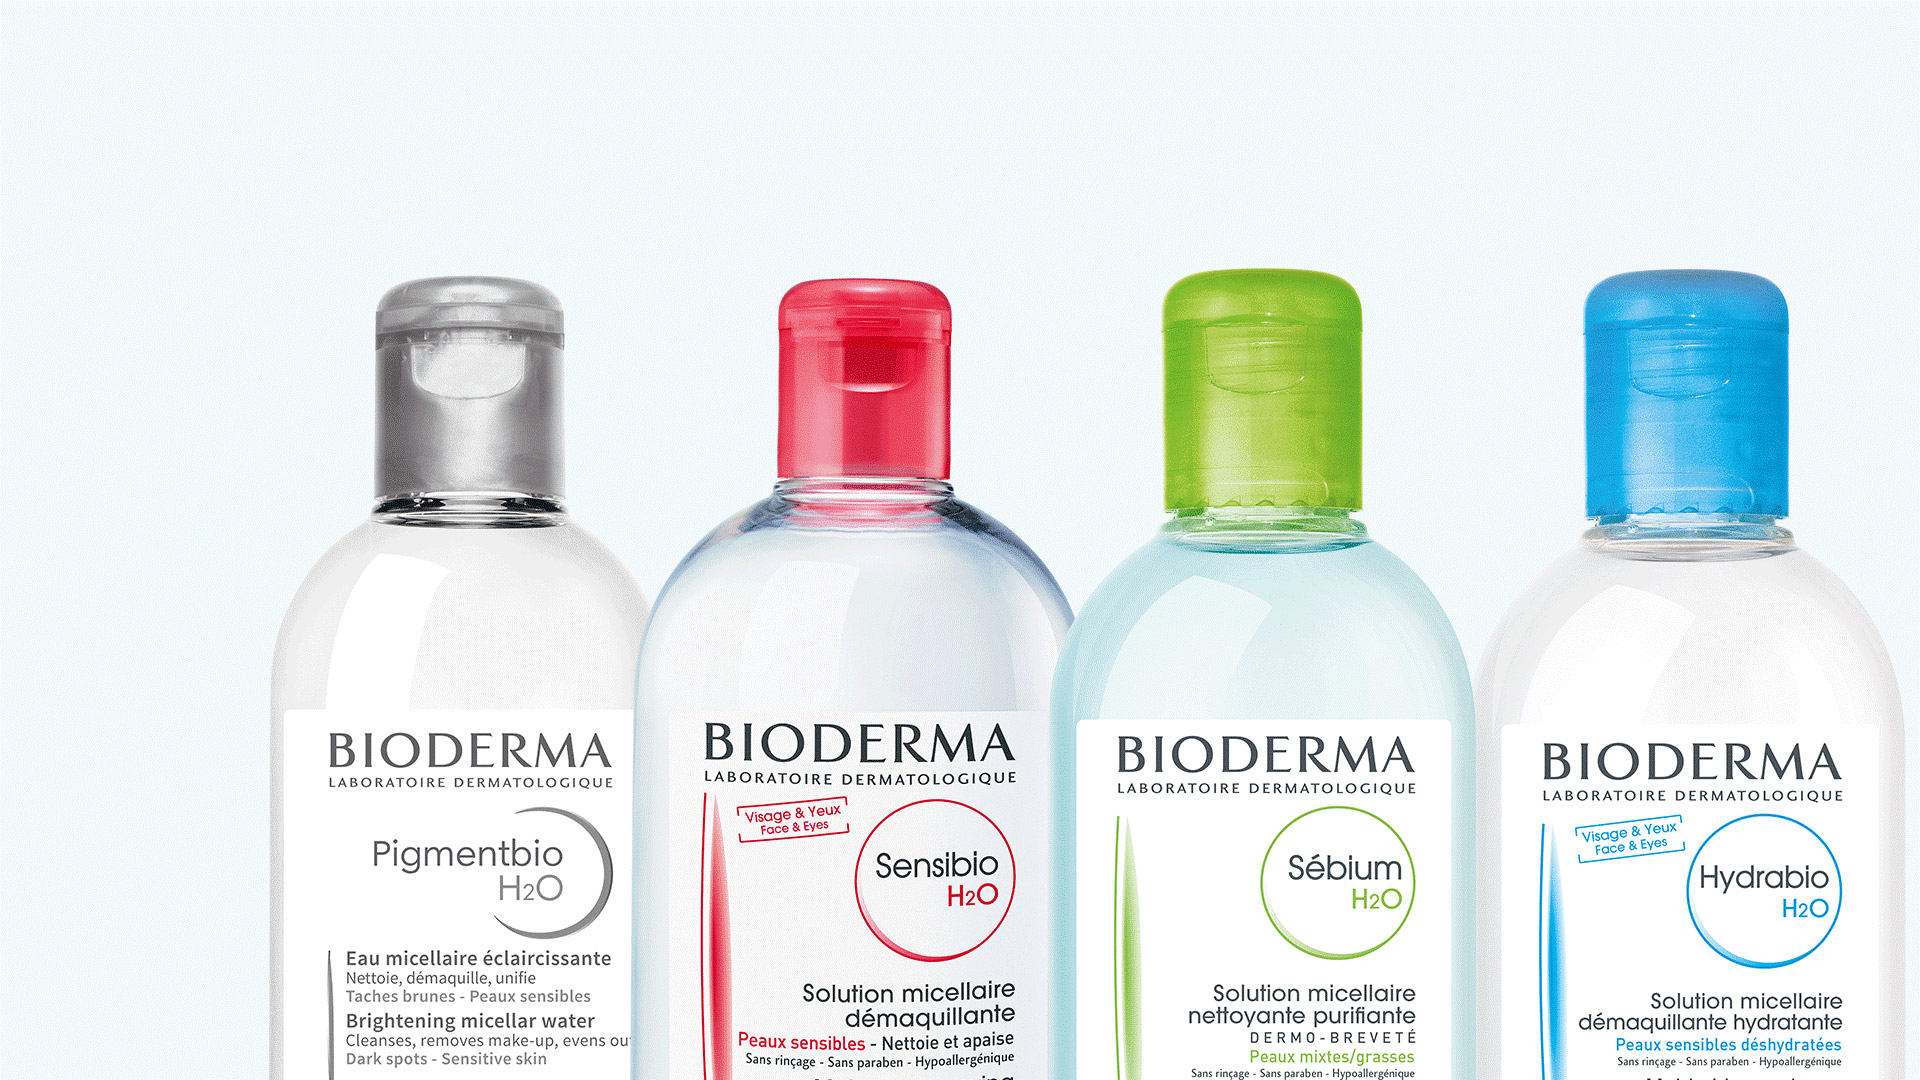 BIODERMA
LABORATOIRE DERMATOLOGIQUE
Pigmentbio
H2O
Eau micellaire éclaircissante
Nettoie, démaquille, unifie
Taches brunes - Peaux sensibles
Brightening micellar water
Cleanses, removes make-up, evens
Dark spots - Sensitive skin
BIODERMA
LABORATOIRE DERMATOLOGIQUE
Visage & Yeux
Face & Eyes
Sensibio
H2O
Solution micellaire
démaquillante
Peaux sensibles - Nettoie et apaise
Sans rinçage - Sans paraben - Hypoallergénique
BIODERMA
LABORATOIRE DERMATOLOGIQUE
Sébium
H2O
Solution micellaire
nettoyante purifiante
DERMO-BREVETÉ
Peaux mixtes/grasses
Sans rinçage - Sans paraben - Hypoallergénique
BIODERMA
LABORATOIRE DERMATOLOGIQUE
Visage & Yeux
Face & Eyes
Hydrabio
H2O
Solution micellaire
démaquillante hydratante
Peaux sensibles déshydratées
Sans rinçage - Sans paraben - Hypoallergénique